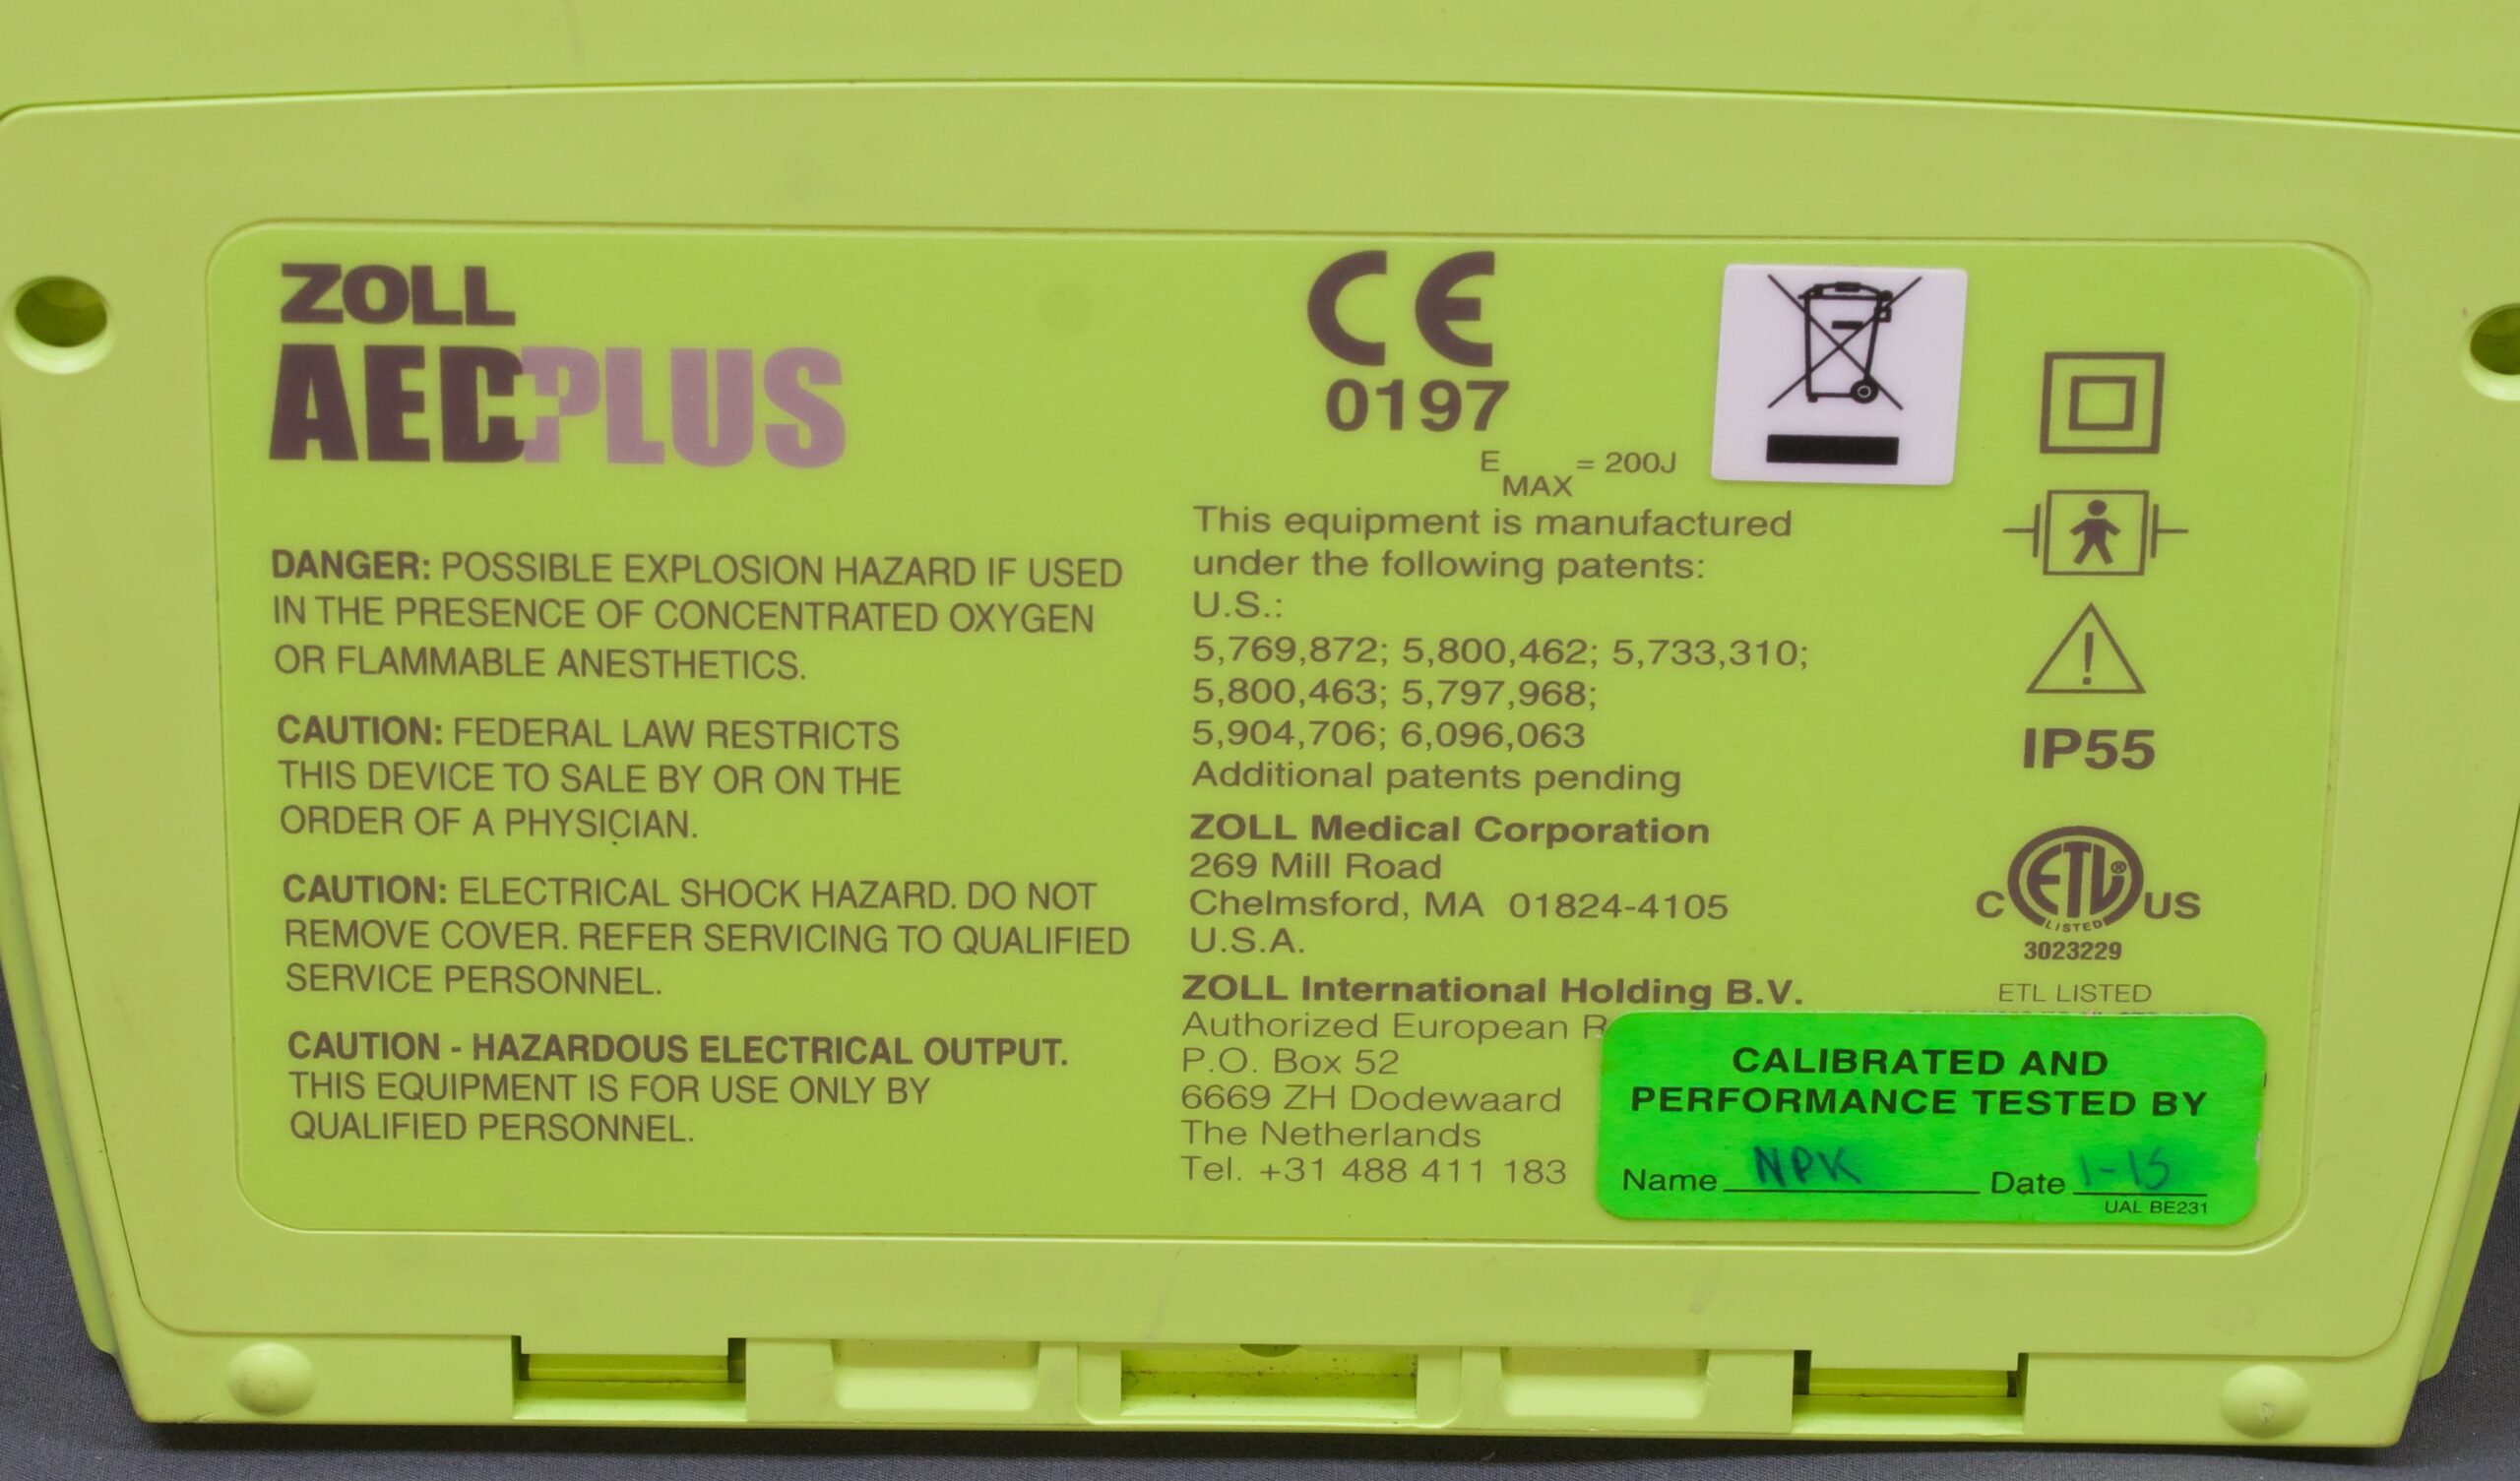 ZOLL
AEDPLUS
DANGER: POSSIBLE EXPLOSION HAZARD IF USED
IN THE PRESENCE OF CONCENTRATED OXYGEN
OR FLAMMABLE ANESTHETICS.
CAUTION: FEDERAL LAW RESTRICTS
THIS DEVICE TO SALE BY OR ON THE
ORDER OF A PHYSICIAN.
CAUTION: ELECTRICAL SHOCK HAZARD. DO NOT
REMOVE COVER. REFER SERVICING TO QUALIFIED
SERVICE PERSONNEL.
CAUTION - HAZARDOUS ELECTRICAL OUTPUT.
THIS EQUIPMENT IS FOR USE ONLY BY
QUALIFIED PERSONNEL.
CE
0197
E MAX = 200J
This equipment is manufactured
under the following patents:
U.S.:
5,769,872; 5,800,462; 5,733,310;
5,800,463; 5,797,968;
5,904,706; 6,096,063
Additional patents pending
ZOLL Medical Corporation
269 Mill Road
Chelmsford, MA 01824-4105
U.S.A.
ZOLL International Holding B.V.
Authorized European
P.O. Box 52
6669 ZH Dodewaard
The Netherlands
Tel. +31 488 411 183
IP55
C ETL® US
LISTED
3023229
ETL LISTED
CALIBRATED AND
PERFORMANCE TESTED BY
Name NPK Date 1-15
UAL BE231